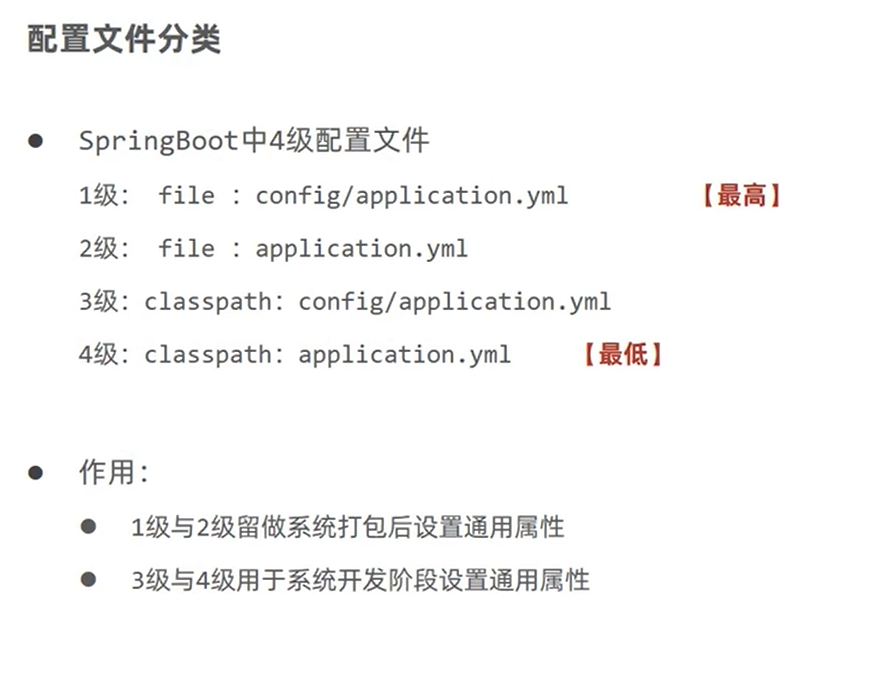 配置文件分类
● SpringBoot中4级配置文件
1级： file ：config/application.yml 【最高】
2级： file ：application.yml
3级：classpath：config/application.yml
4级：classpath：application.yml 【最低】
● 作用：
● 1级与2级留做系统打包后设置通用属性
● 3级与4级用于系统开发阶段设置通用属性